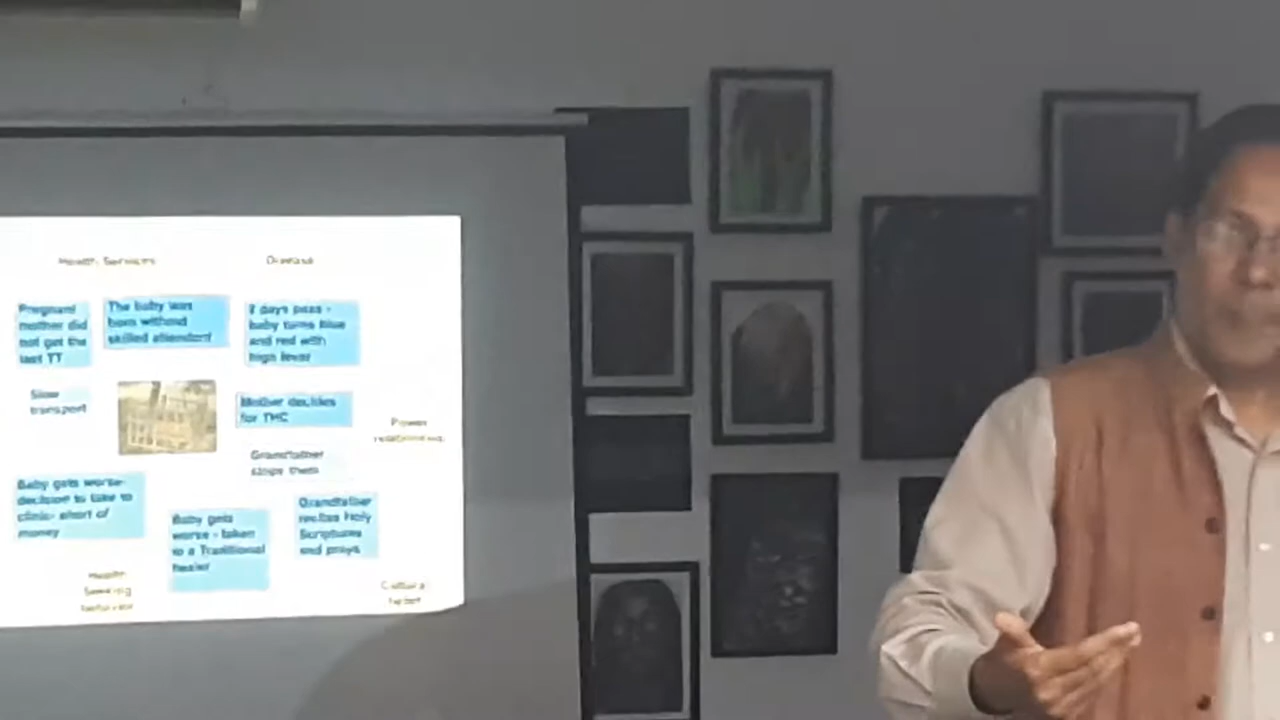 Health Services
Disease
Pregnant
mother did
not get the
last TT
The baby was
born without
skilled attendant
7 days pass -
baby turns blue
and red with
high fever
Slow
transport
Mother decides
for TMC
Power
relationships
Grandfather
stops them
Baby gets worse-
decision to take to
clinic- short of
money
Baby gets
worse - taken
to a Traditional
healer
Grandfather
recites Holy
Scriptures
and prays
Health
Seeking
behavior
Cultural